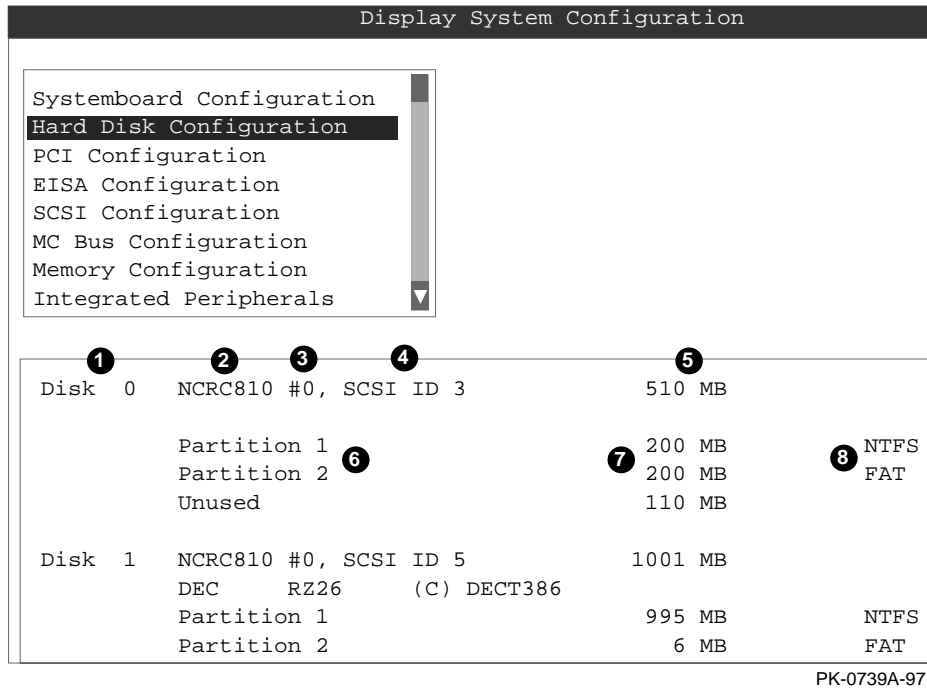 Display System Configuration
Systemboard Configuration
Hard Disk Configuration
PCI Configuration
EISA Configuration
SCSI Configuration
MC Bus Configuration
Memory Configuration
Integrated Peripherals
1 2 3 4 5
Disk 0 NCRC810 #0, SCSI ID 3 510 MB
Partition 1 200 MB NTFS
6 7 8
Partition 2 200 MB FAT
Unused 110 MB
Disk 1 NCRC810 #0, SCSI ID 5 1001 MB
DEC RZ26 (C) DECT386
Partition 1 995 MB NTFS
Partition 2 6 MB FAT
PK-0739A-97